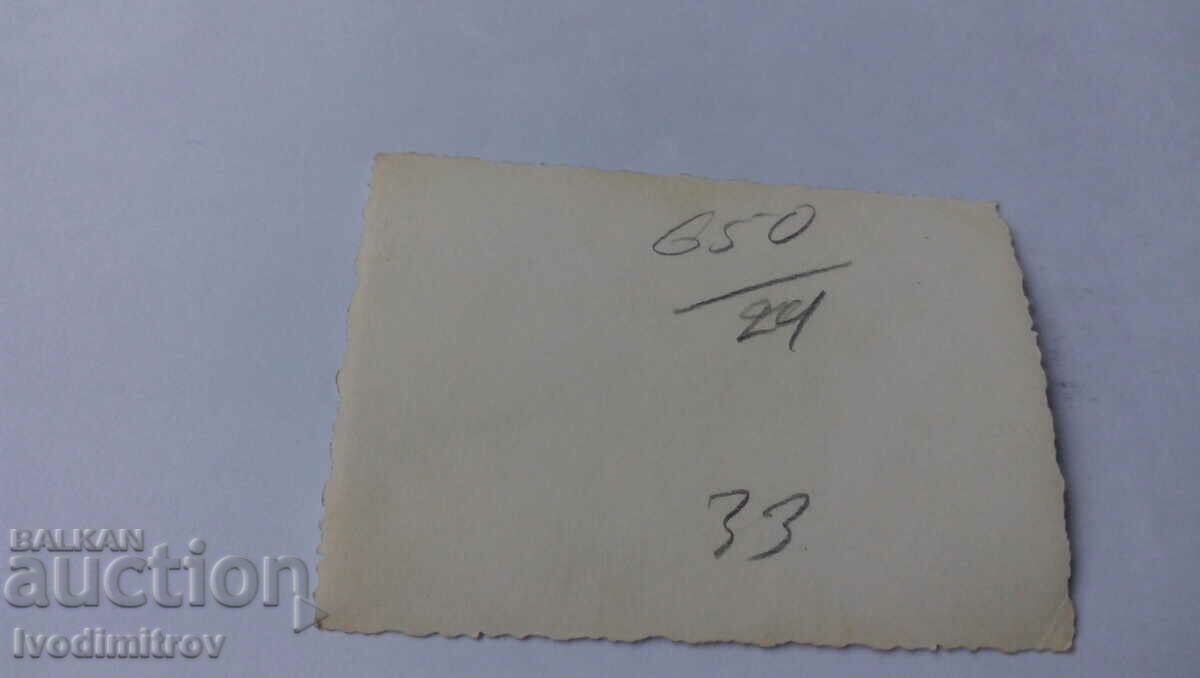 650
24
33
BALKAN
auction
Ivodimitrov